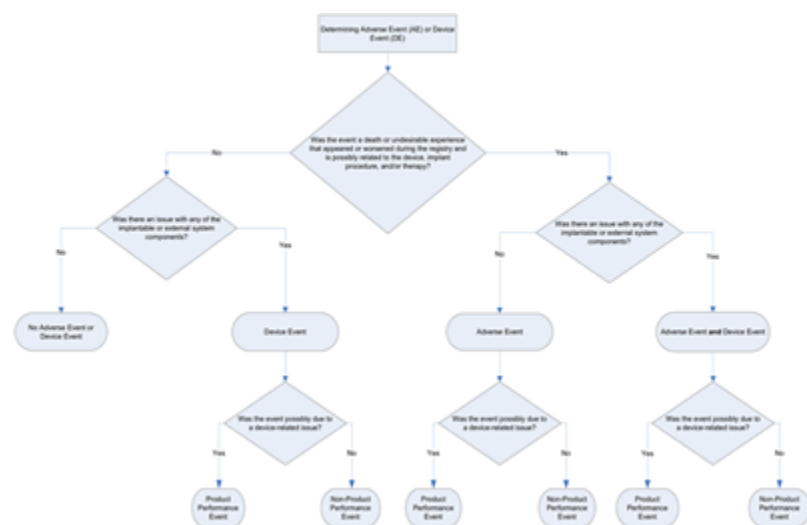 Determining Adverse Event (AE) or Device
Event (DE)
Was the event a death or undesirable experience
that appeared or worsened during the registry and
is possibly related to the device, implant
procedure, and/or therapy?
No
Yes
Was there an issue with any of the
implantable or external system
components?
Was there an issue with any of the
implantable or external system
components?
No
Yes
No
Yes
No Adverse Event or
Device Event
Device Event
Adverse Event
Adverse Event and Device Event
Was the event possibly due to
a device-related issue?
Was the event possibly due to
a device-related issue?
Was the event possibly due to
a device-related issue?
Yes
No
Yes
No
Yes
No
Product
Performance
Event
Non-Product
Performance
Event
Product
Performance
Event
Non-Product
Performance
Event
Product
Performance
Event
Non-Product
Performance
Event